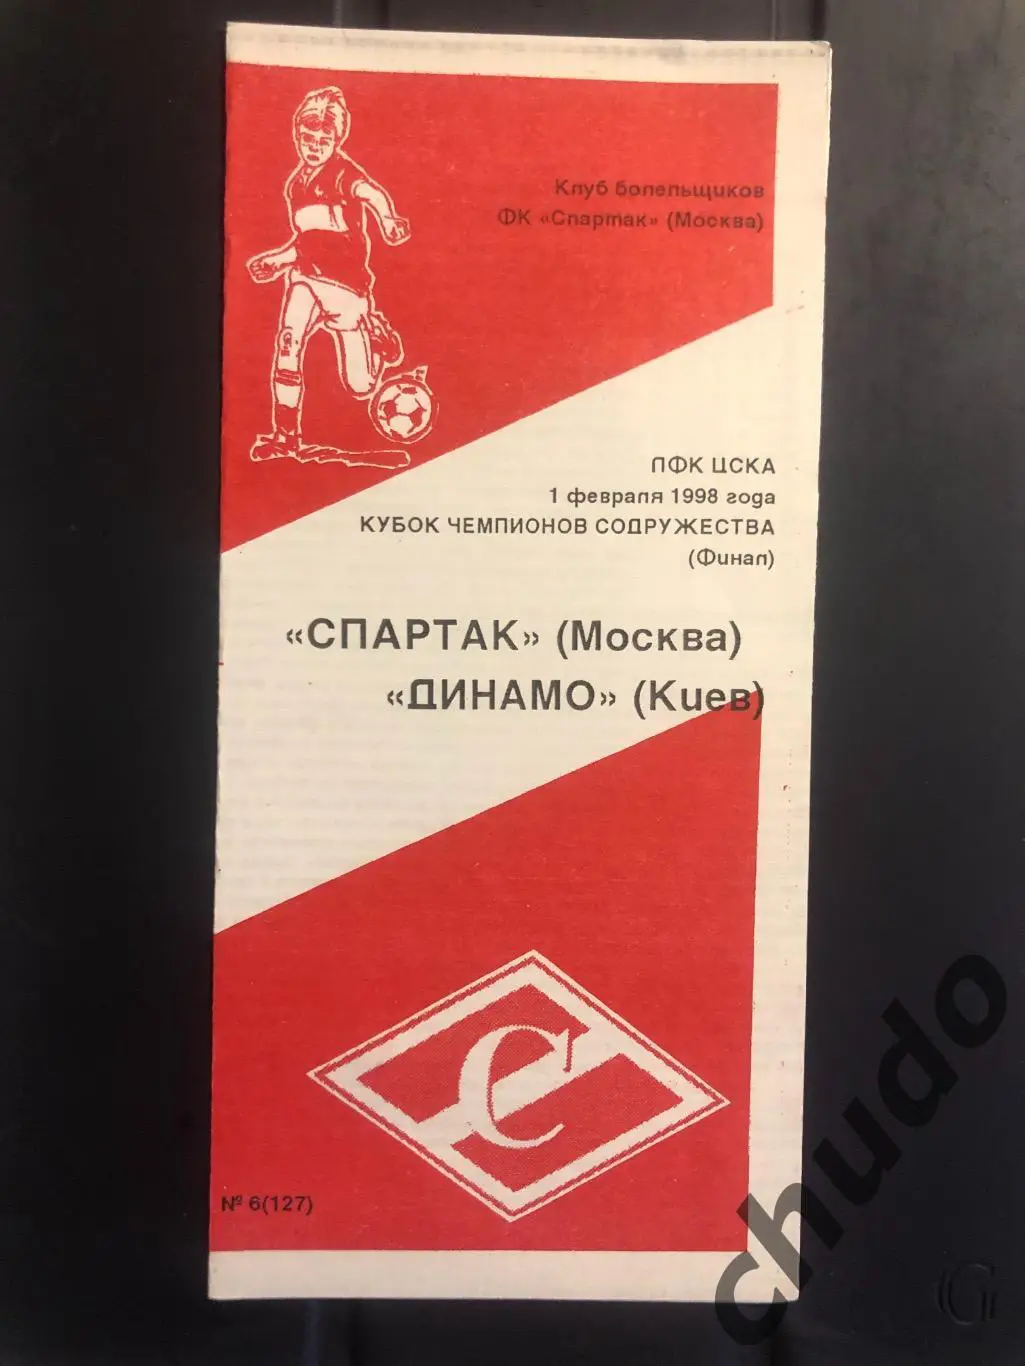 Клуб болельщиков
ФК «Спартак» (Москва)
ПФК ЦСКА
1 февраля 1998 года
КУБОК ЧЕМПИОНОВ СОДРУЖЕСТВА
(Финал)
«СПАРТАК» (Москва)
«ДИНАМО» (Киев)
С
№ 6(127)
chudo
G